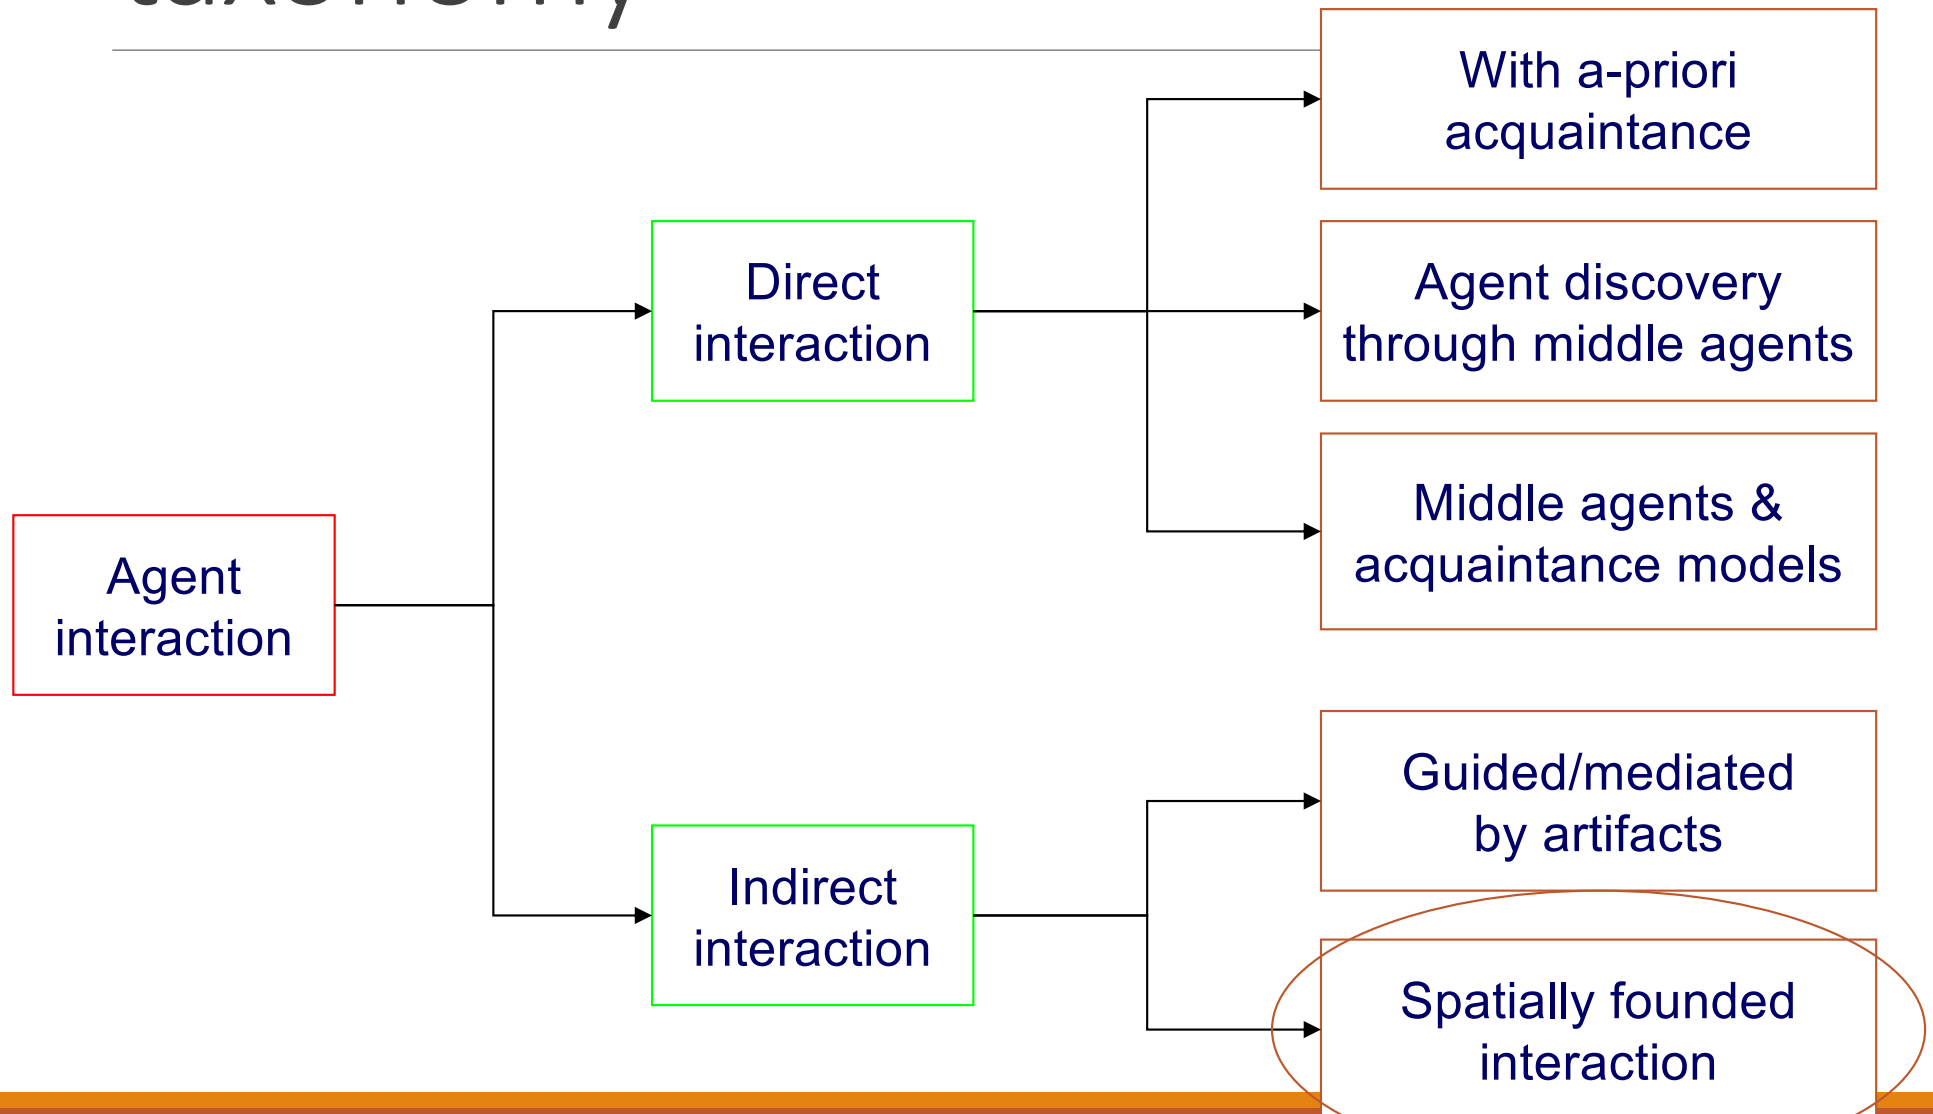 taxonomy
With a-priori
acquaintance
Direct
interaction
Agent discovery
through middle agents
Middle agents &
acquaintance models
Agent
interaction
Guided/mediated
by artifacts
Indirect
interaction
Spatially founded
interaction